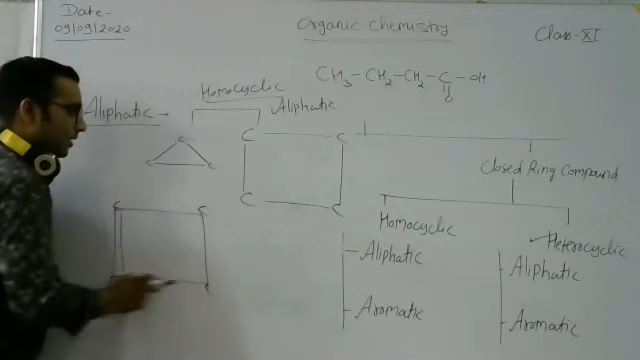 Date-
09/09/2020
Organic Chemistry
Class-XI
CH3-CH2-CH2-C-OH
O
Homocyclic
Aliphatic -
Aliphatic
C
C C
C C
C C
C C
C
Closed Ring Compound
Homocyclic
Heterocyclic
Aliphatic
Aliphatic
Aromatic
Aromatic